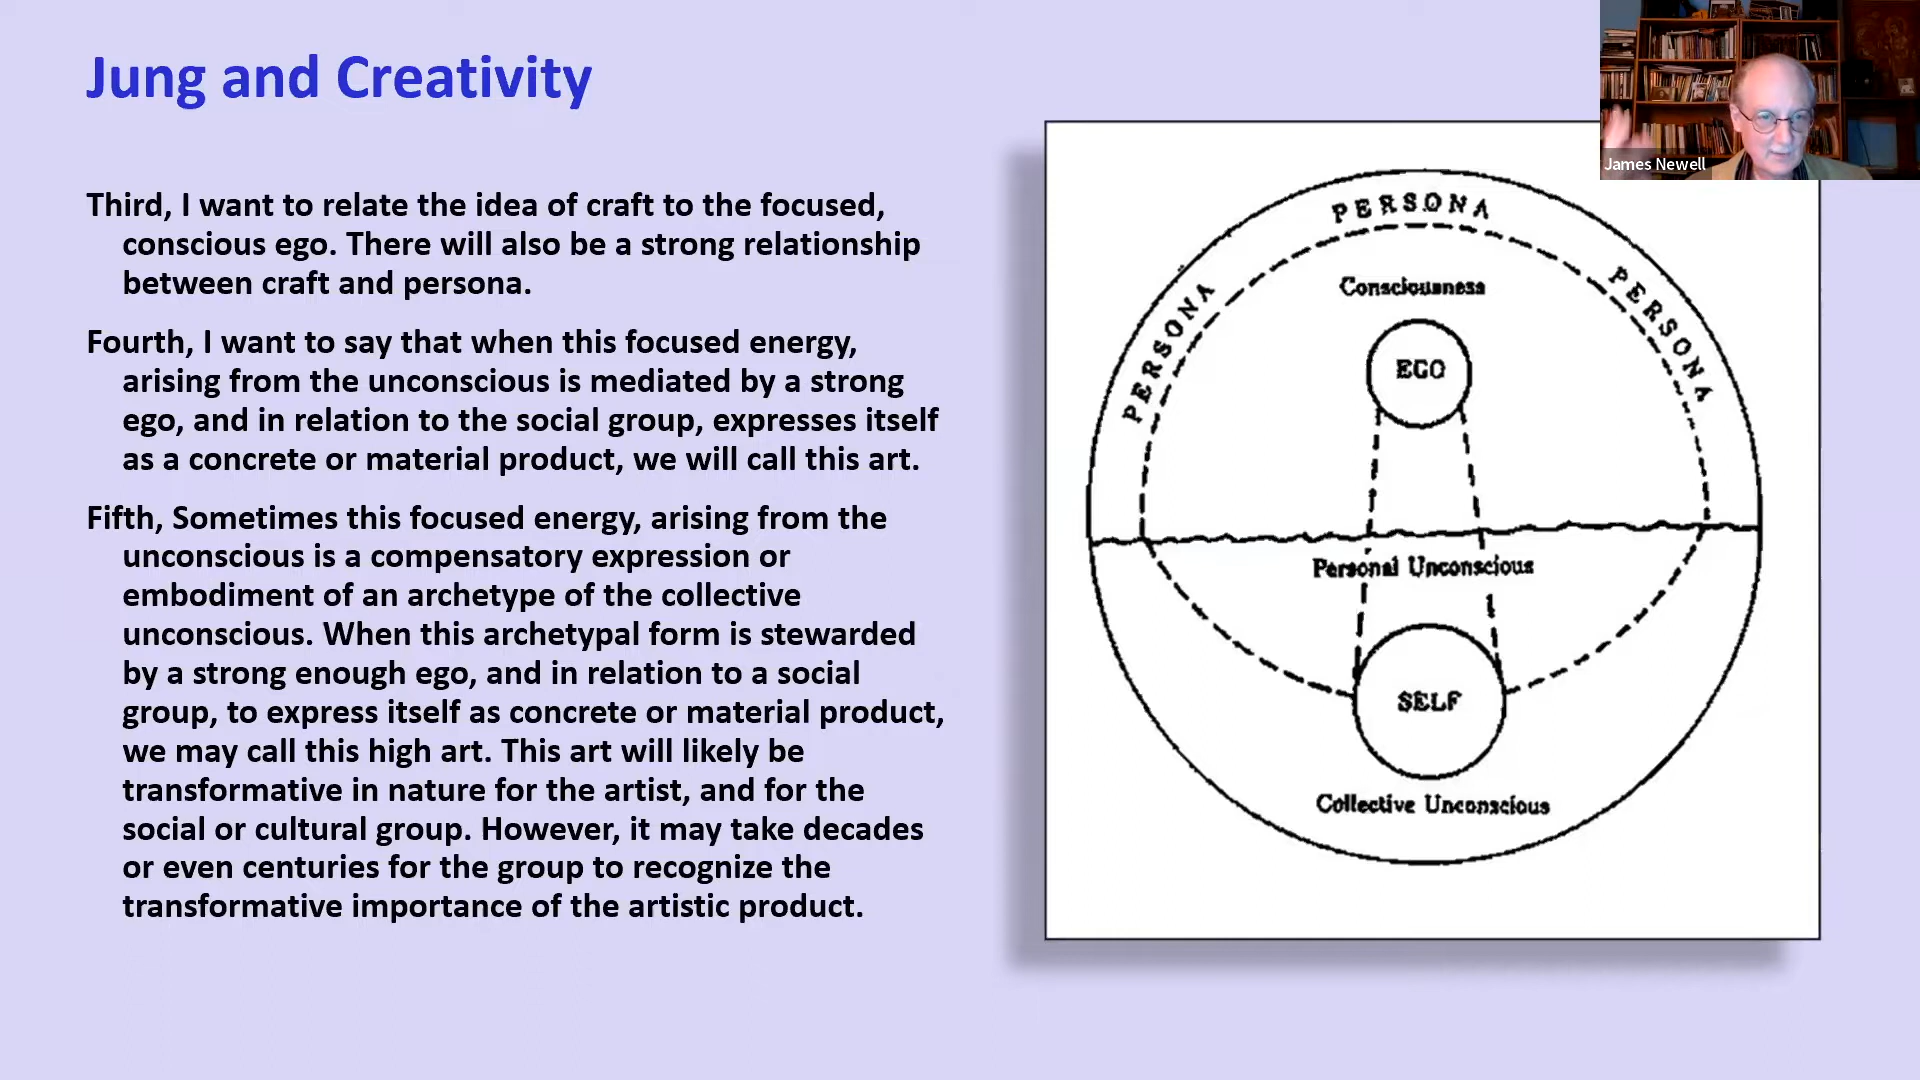 Jung and Creativity
Third, I want to relate the idea of craft to the focused,
conscious ego. There will also be a strong relationship
between craft and persona.
Fourth, I want to say that when this focused energy,
arising from the unconscious is mediated by a strong
ego, and in relation to the social group, expresses itself
as a concrete or material product, we will call this art.
Fifth, Sometimes this focused energy, arising from the
unconscious is a compensatory expression or
embodiment of an archetype of the collective
unconscious. When this archetypal form is stewarded
by a strong enough ego, and in relation to a social
group, to express itself as concrete or material product,
we may call this high art. This art will likely be
transformative in nature for the artist, and for the
social or cultural group. However, it may take decades
or even centuries for the group to recognize the
transformative importance of the artistic product.
James Newell
PERSONA
PERSONA
PERSONA
Consciousness
EGO
Personal Unconscious
SELF
Collective Unconscious